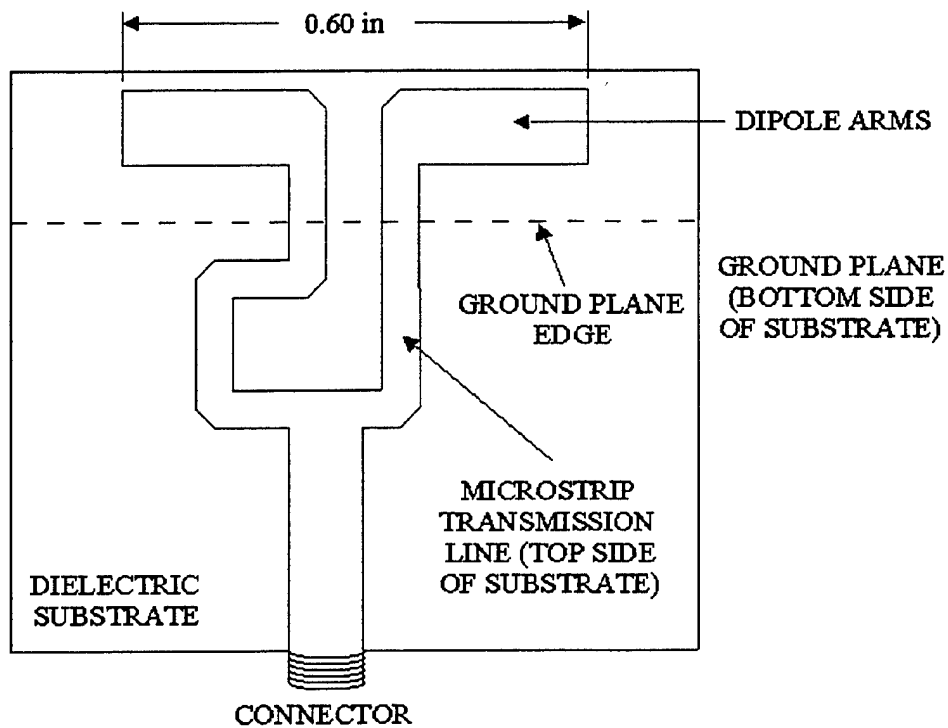 0.60 in
DIPOLE ARMS
GROUND PLANE
EDGE
GROUND PLANE
(BOTTOM SIDE
OF SUBSTRATE)
MICROSTRIP
TRANSMISSION
LINE (TOP SIDE
OF SUBSTRATE)
DIELECTRIC
SUBSTRATE
CONNECTOR